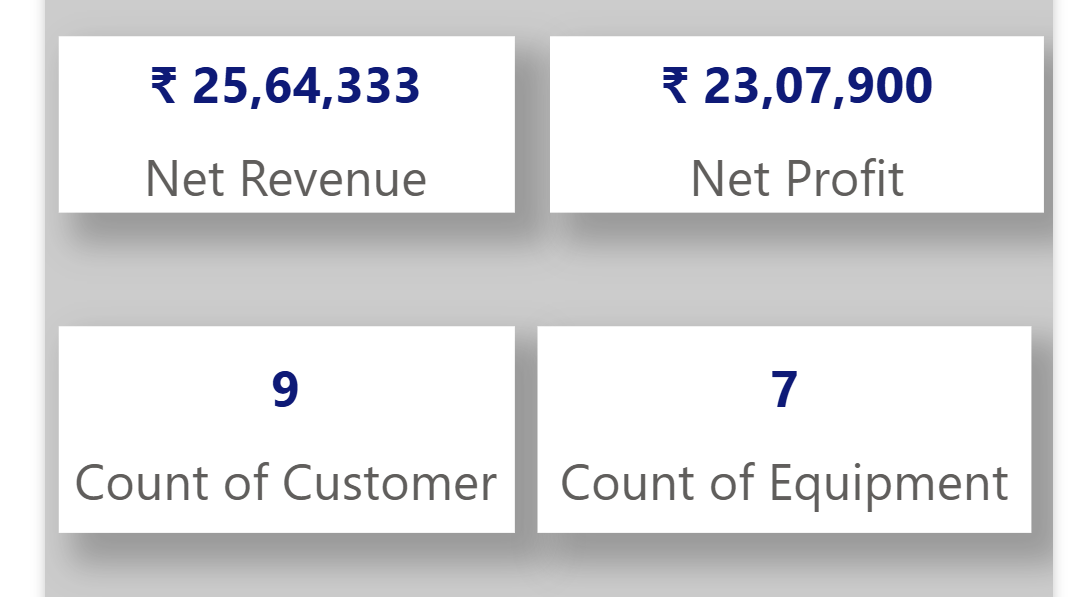 ₹ 25,64,333
Net Revenue
₹ 23,07,900
Net Profit
9
Count of Customer
7
Count of Equipment